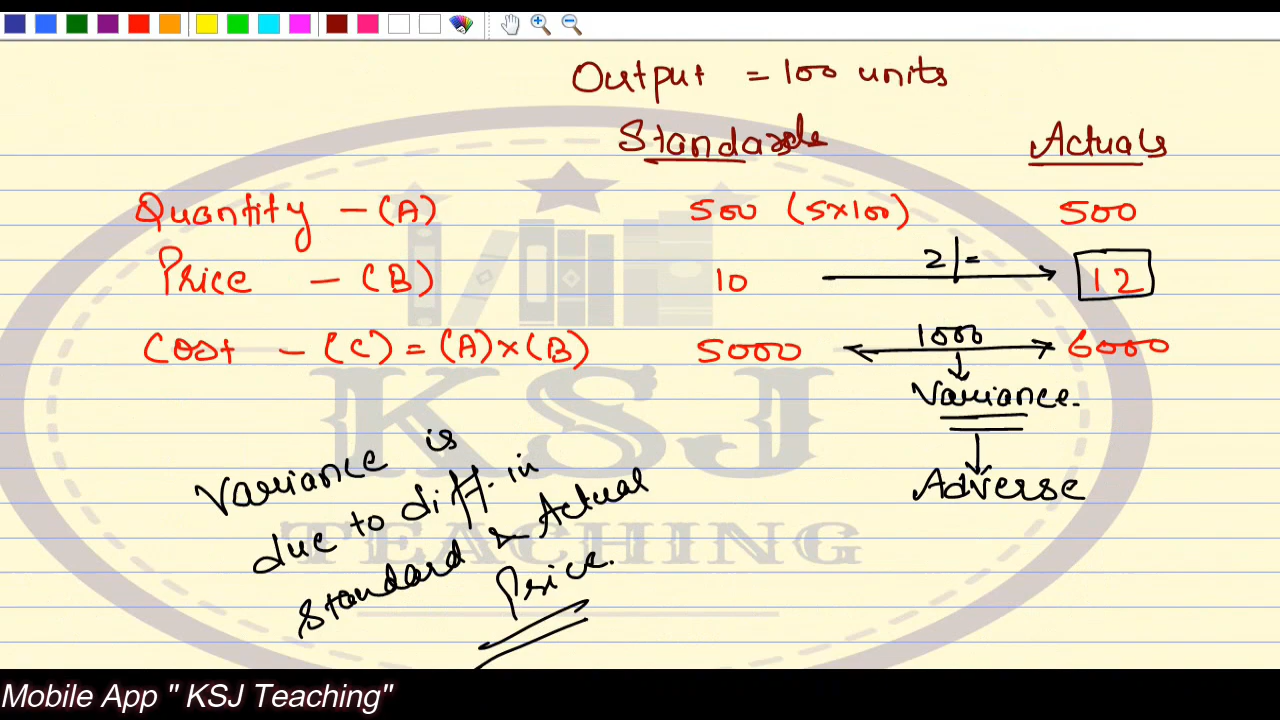 Output = 100 units
Standards Actuals
Quantity - (A) 500 (5x100) 500
Price - (B) 10 2/= 12
Cost - (C) = (A)x(B) 5000 1000 6000
Variance.
Adverse
Variance is
due to diff. in
standard & Actual
Price.
KSJ
TEACHING
Mobile App " KSJ Teaching"